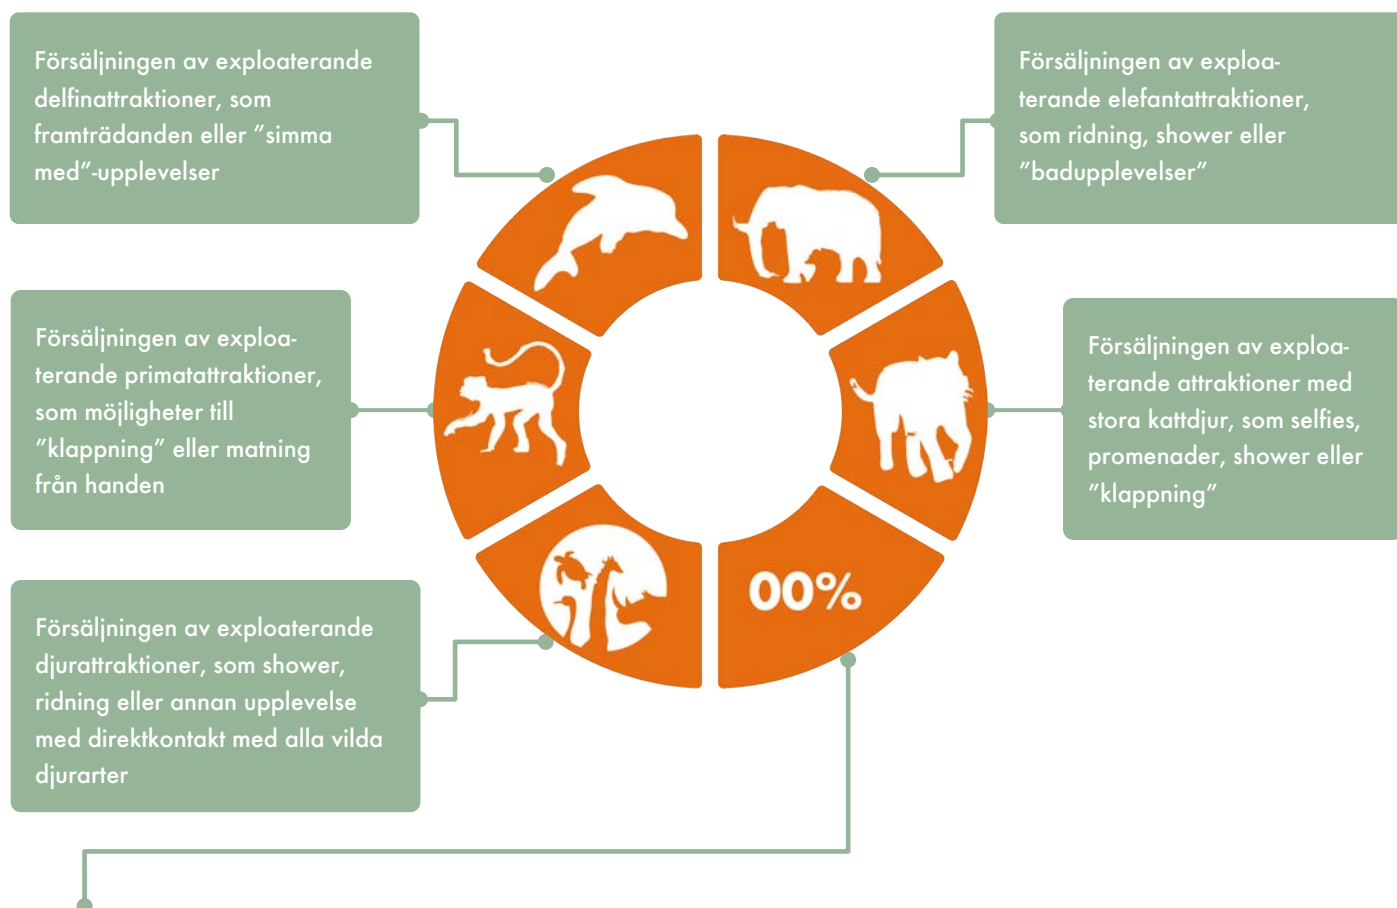 Försäljningen av exploaterande
delfinattraktioner, som
framträdanden eller ”simma
med”-upplevelser
Försäljningen av exploa-
terande elefantattraktioner,
som ridning, shower eller
”badupplevelser”
Försäljningen av exploa-
terande primatattraktioner,
som möjligheter till
”klappning” eller matning
från handen
Försäljningen av exploa-
terande attraktioner med
stora kattdjur, som selfies,
promenader, shower eller
”klappning”
Försäljningen av exploaterande
djurattraktioner, som shower,
ridning eller annan upplevelse
med direktkontakt med alla vilda
djurarter
00%